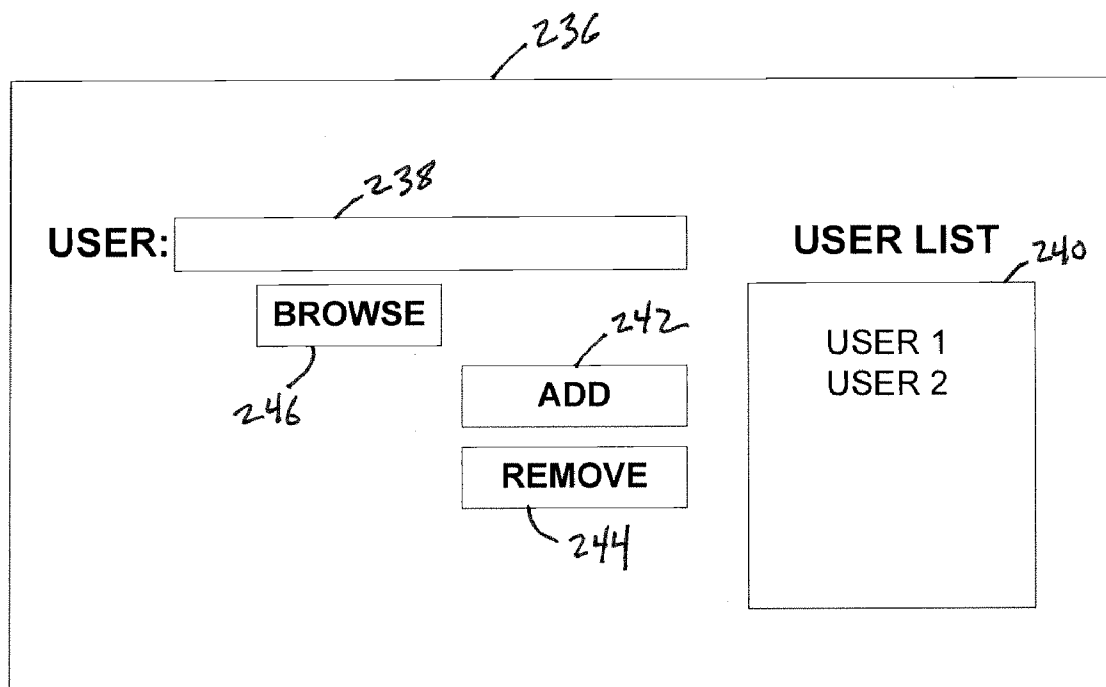 236
238
USER:
USER LIST
240
BROWSE
242
USER 1
USER 2
ADD
246
REMOVE
244